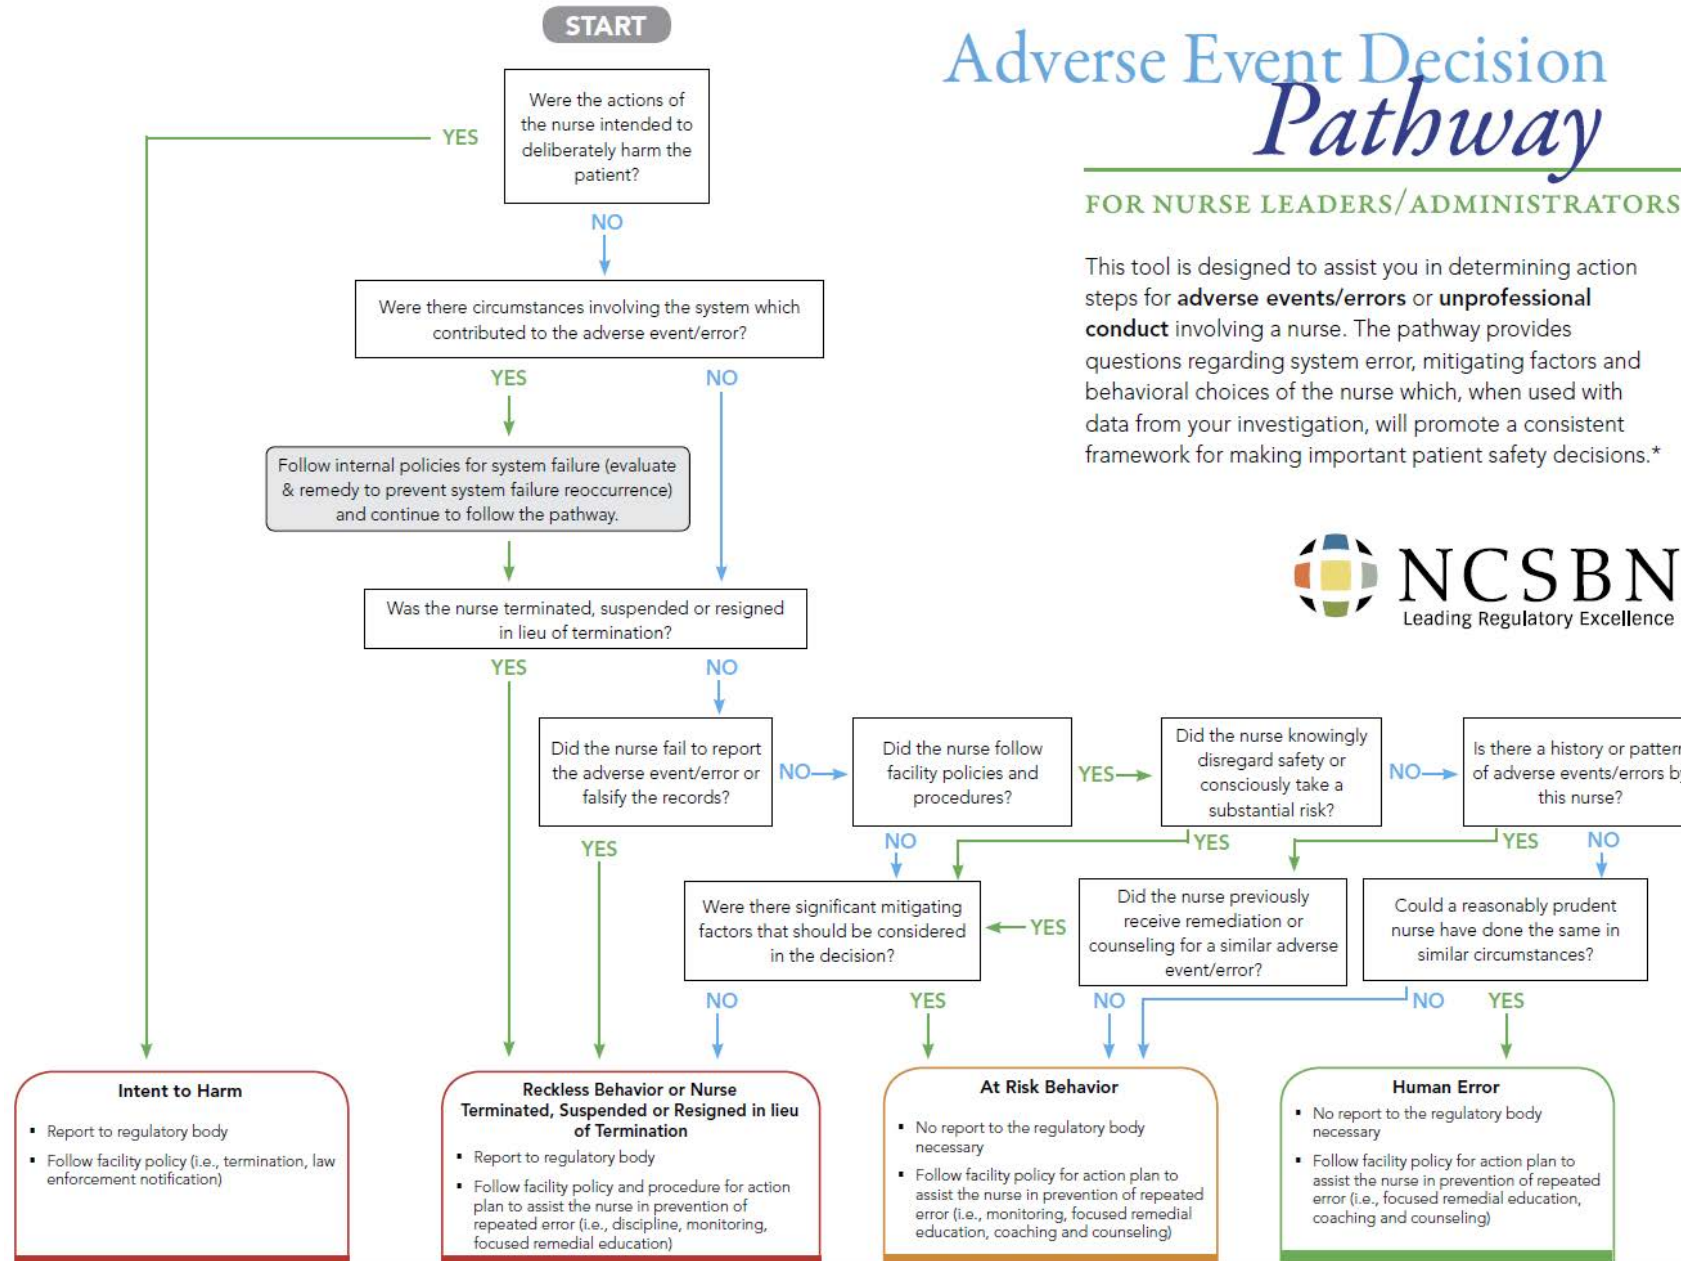 START
Adverse Event Decision
Pathway
FOR NURSE LEADERS/ADMINISTRATORS
This tool is designed to assist you in determining action
steps for adverse events/errors or unprofessional
conduct involving a nurse. The pathway provides
questions regarding system error, mitigating factors and
behavioral choices of the nurse which, when used with
data from your investigation, will promote a consistent
framework for making important patient safety decisions.*
NCSBN
Leading Regulatory Excellence
Were the actions of
the nurse intended to
deliberately harm the
patient?
YES
NO
Were there circumstances involving the system which
contributed to the adverse event/error?
YES
NO
Follow internal policies for system failure (evaluate
& remedy to prevent system failure reoccurrence)
and continue to follow the pathway.
Was the nurse terminated, suspended or resigned
in lieu of termination?
YES
NO
Did the nurse fail to report
the adverse event/error or
falsify the records?
NO
YES
Did the nurse follow
facility policies and
procedures?
YES
NO
Did the nurse knowingly
disregard safety or
consciously take a
substantial risk?
NO
YES
Is there a history or pattern
of adverse events/errors by
this nurse?
YES
NO
Were there significant mitigating
factors that should be considered
in the decision?
YES
Did the nurse previously
receive remediation or
counseling for a similar adverse
event/error?
Could a reasonably prudent
nurse have done the same in
similar circumstances?
NO
YES
NO
NO
YES
Intent to Harm
▪ Report to regulatory body
▪ Follow facility policy (i.e., termination, law
enforcement notification)
Reckless Behavior or Nurse
Terminated, Suspended or Resigned in lieu
of Termination
▪ Report to regulatory body
▪ Follow facility policy and procedure for action
plan to assist the nurse in prevention of
repeated error (i.e., discipline, monitoring,
focused remedial education)
At Risk Behavior
▪ No report to the regulatory body
necessary
▪ Follow facility policy for action plan to
assist the nurse in prevention of repeated
error (i.e., monitoring, focused remedial
education, coaching and counseling)
Human Error
▪ No report to the regulatory body
necessary
▪ Follow facility policy for action plan to
assist the nurse in prevention of repeated
error (i.e., focused remedial education,
coaching and counseling)